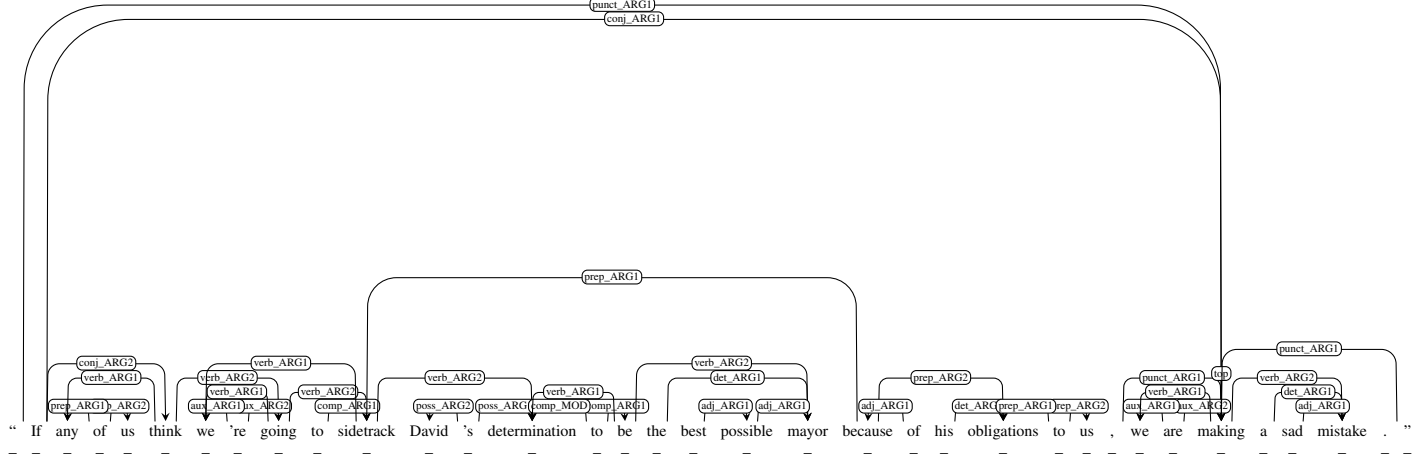 punct_ARG1
conj_ARG1
prep_ARG1
punct_ARG1
conj_ARG2 verb_ARG1 verb_ARG2
top
verb_ARG1 verb_ARG2 verb_ARG2 det_ARG1 prep_ARG2 punct_ARG1 verb_ARG2
verb_ARG1 verb_ARG2 verb_ARG1 verb_ARG1 det_ARG1
prep_ARG1 aux_ARG1 comp_ARG1 poss_ARG2 comp_MOD adj_ARG1 adj_ARG1 adj_ARG1 prep_ARG1 aux_ARG1 adj_ARG1
“ If any of us think we 're going to sidetrack David 's determination to be the best possible mayor because of his obligations to us , we are making a sad mistake . ”
_ _ _ _ _ _ _ _ _ _ _ _ _ _ _ _ _ _ _ _ _ _ _ _ _ _ _ _ _ _ _ _ _ _ _ _